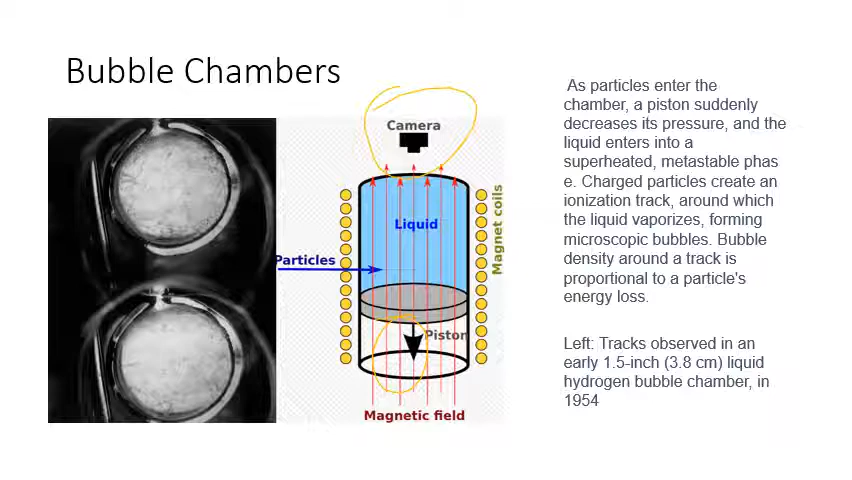 Bubble Chambers
Camera
Liquid
Magnet coils
Particles
Piston
Magnetic field
As particles enter the
chamber, a piston suddenly
decreases its pressure, and the
liquid enters into a
superheated, metastable phas
e. Charged particles create an
ionization track, around which
the liquid vaporizes, forming
microscopic bubbles. Bubble
density around a track is
proportional to a particle's
energy loss.
Left: Tracks observed in an
early 1.5-inch (3.8 cm) liquid
hydrogen bubble chamber, in
1954